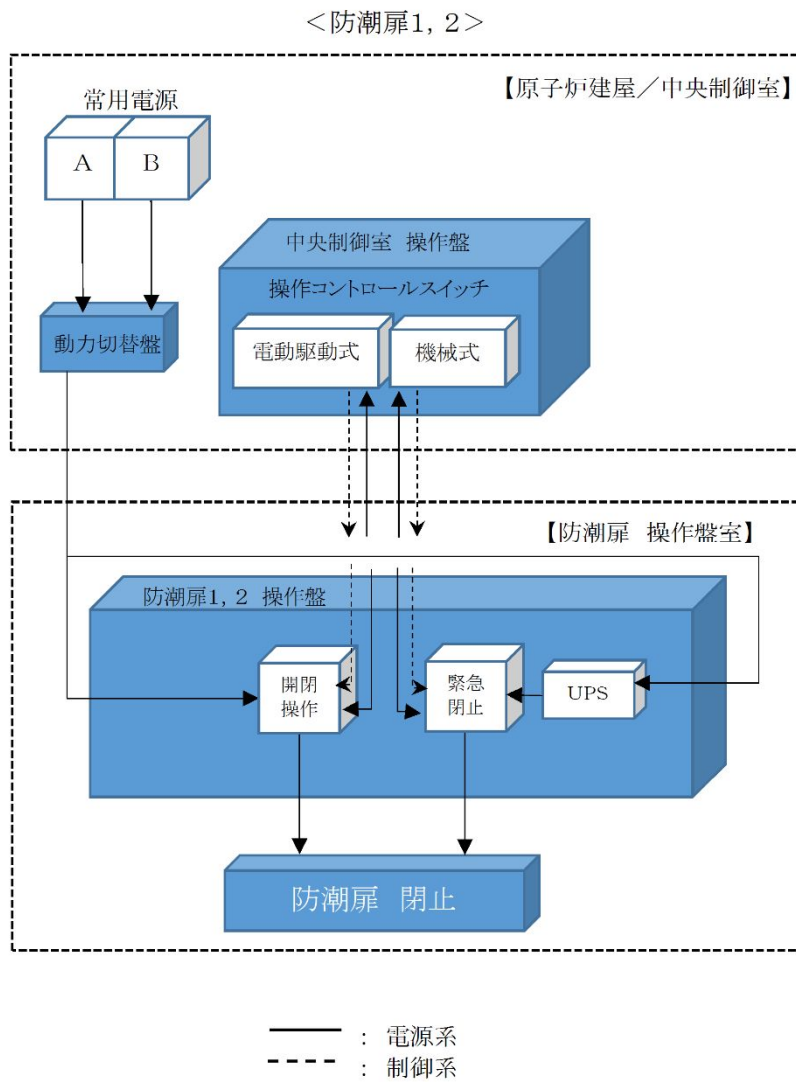 ＜防潮扉1，2＞
【原子炉建屋／中央制御室】
常用電源
A
B
中央制御室 操作盤
操作コントロールスイッチ
動力切替盤
電動駆動式
機械式
【防潮扉 操作盤室】
防潮扉1，2 操作盤
開閉
操作
緊急
閉止
UPS
防潮扉 閉止
： 電源系
： 制御系